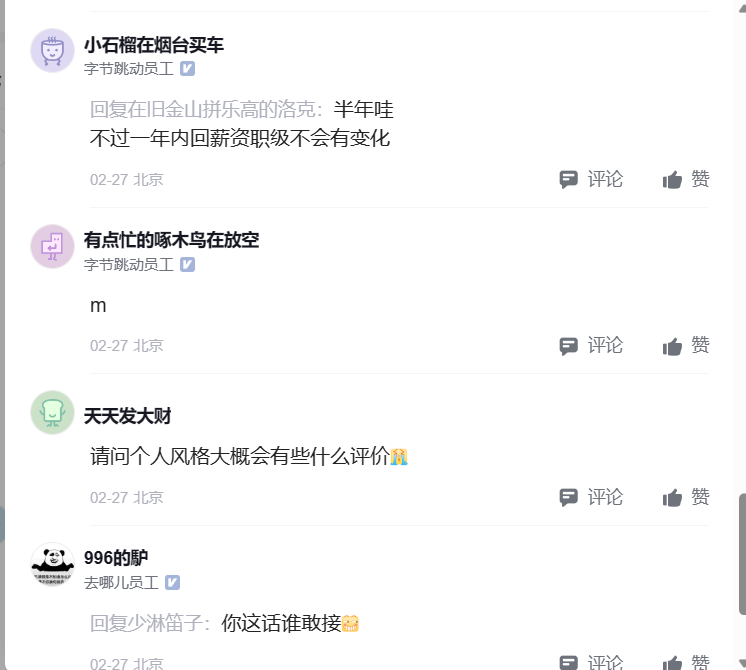 小石榴在烟台买车
字节跳动员工
回复在旧金山拼乐高的洛克：半年哇
不过一年内回薪资职级不会有变化
02-27 北京
评论 赞
有点忙的啄木鸟在放空
字节跳动员工
m
02-27 北京
评论 赞
天天发大财
请问个人风格大概会有些什么评价
02-27 北京
评论 赞
996的馿
去哪儿员工
回复少淋笛子：你这话谁敢接
02-27 北京
评论 赞